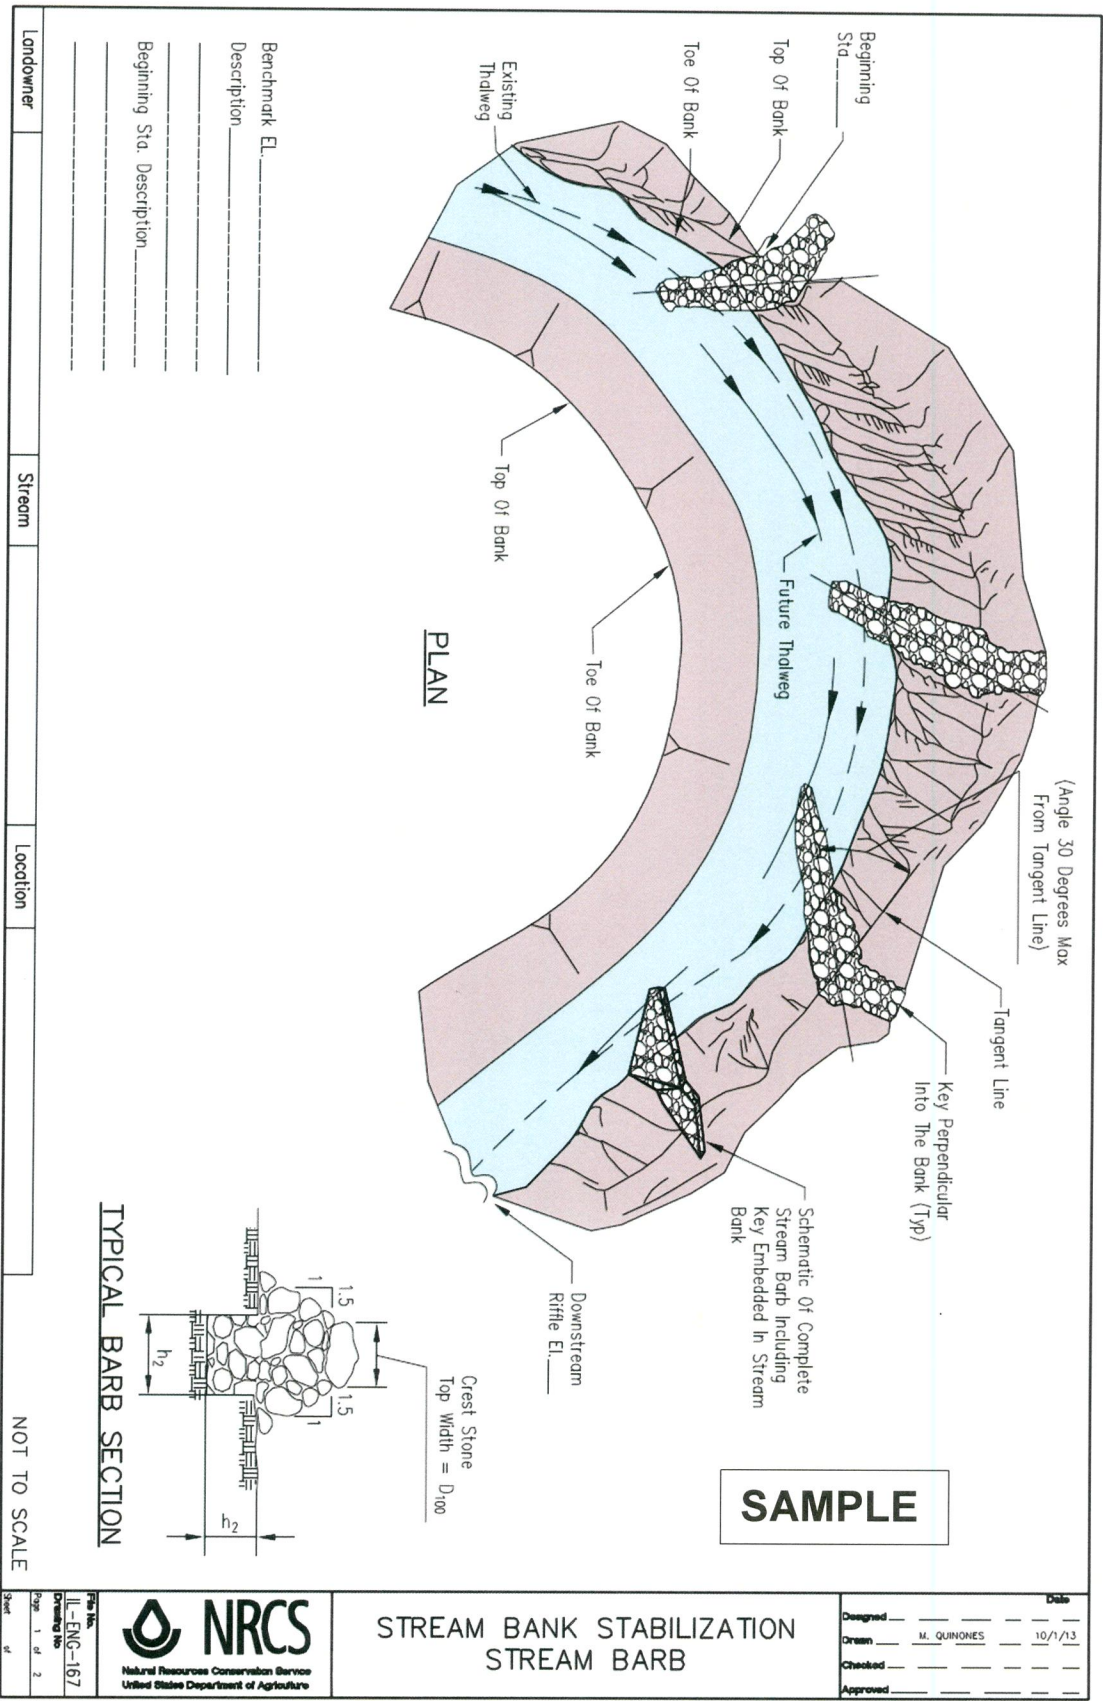 Beginning
Sta.
Top Of Bank
Toe Of Bank
Existing
Thalweg
Benchmark El.
Description
Beginning Sta. Description
Landowner
Stream
Location
(Angle 30 Degrees Max
From Tangent Line)
Tangent Line
Key Perpendicular
Into The Bank (Typ)
Schematic Of Complete
Stream Barb Including
Key Embedded In Stream
Bank
Downstream
Riffle El.
Future Thalweg
Top Of Bank
Toe Of Bank
PLAN
1
1.5
1.5
1
Crest Stone
Top Width = D100
h2
h2
TYPICAL BARB SECTION
NOT TO SCALE
SAMPLE
File No.
IL-ENG-167
Drawing No.
Page 1 of 2
Sheet of
NRCS
Natural Resources Conservation Service
United States Department of Agriculture
STREAM BANK STABILIZATION
STREAM BARB
Date
Designed
Drawn M. QUINONES 10/1/13
Checked
Approved